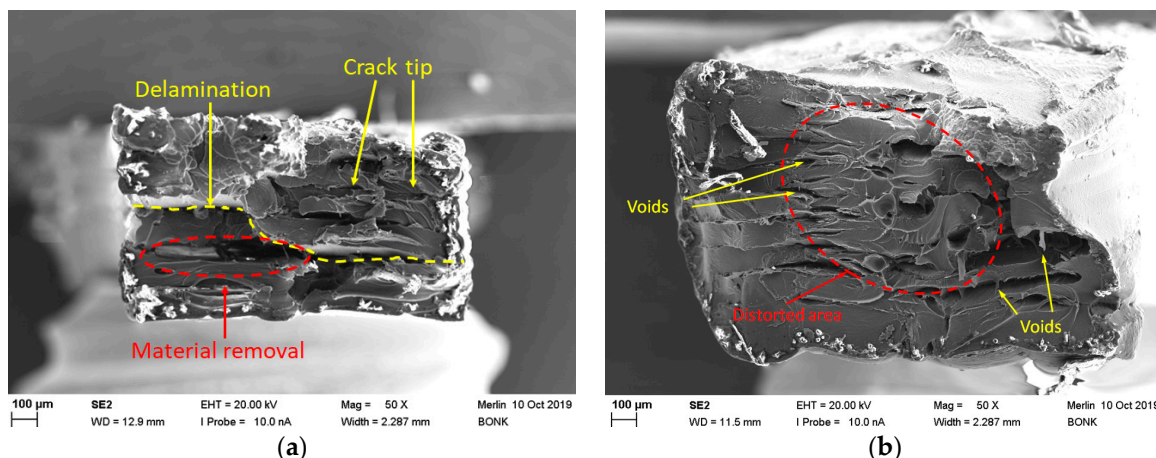 Delamination
Crack tip
Material removal
100 µm
SE2
EHT = 20.00 kV
Mag = 50 X
Merlin 10 Oct 2019
WD = 12.9 mm
I Probe = 10.0 nA
Width = 2.287 mm
BONK
(a)
Voids
Distorted area
Voids
100 µm
SE2
EHT = 20.00 kV
Mag = 50 X
Merlin 10 Oct 2019
WD = 11.5 mm
I Probe = 10.0 nA
Width = 2.287 mm
BONK
(b)